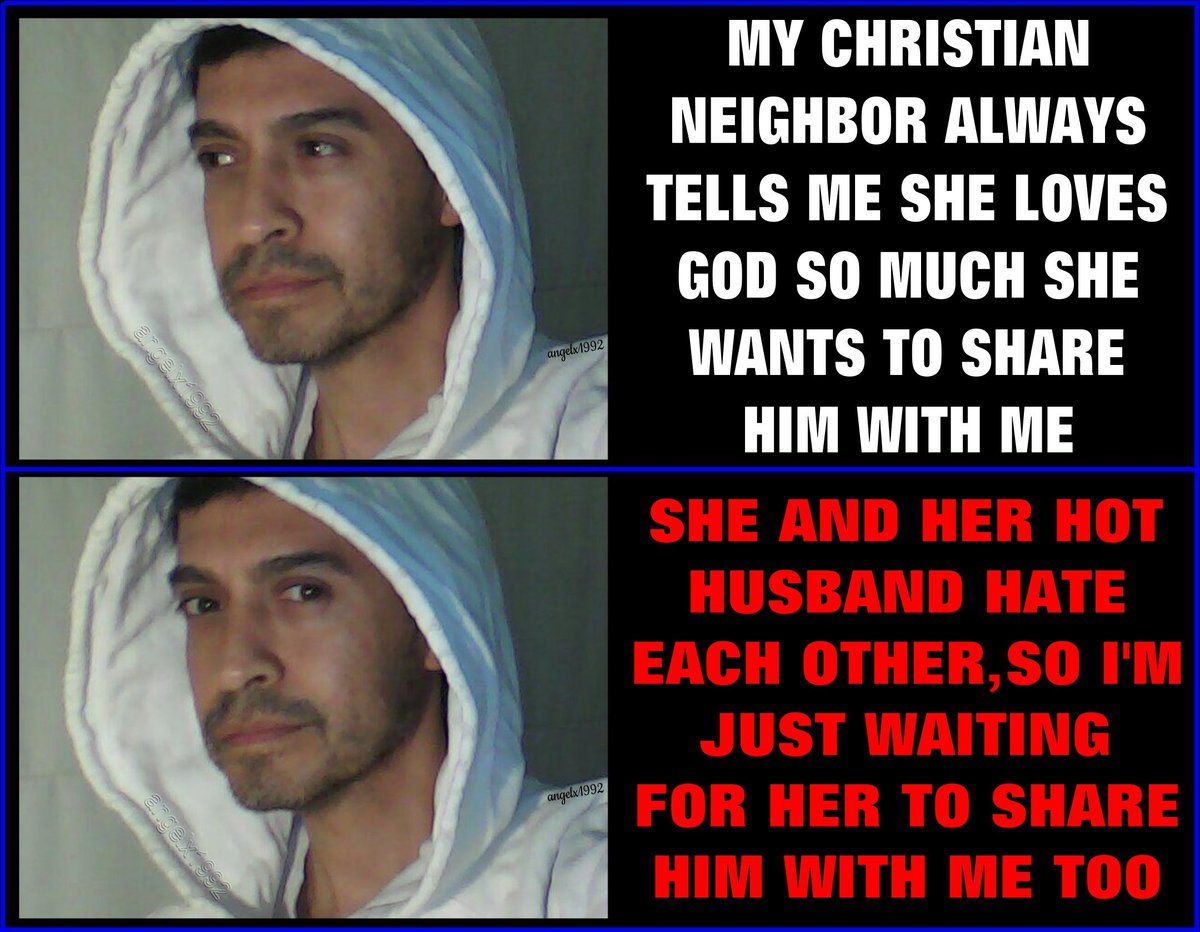 MY CHRISTIAN
NEIGHBOR ALWAYS
TELLS ME SHE LOVES
GOD SO MUCH SHE
WANTS TO SHARE
HIM WITH ME
angelx1992
angelx1992
SHE AND HER HOT
HUSBAND HATE
EACH OTHER,SO I'M
JUST WAITING
FOR HER TO SHARE
HIM WITH ME TOO
angelx1992
angelx1992